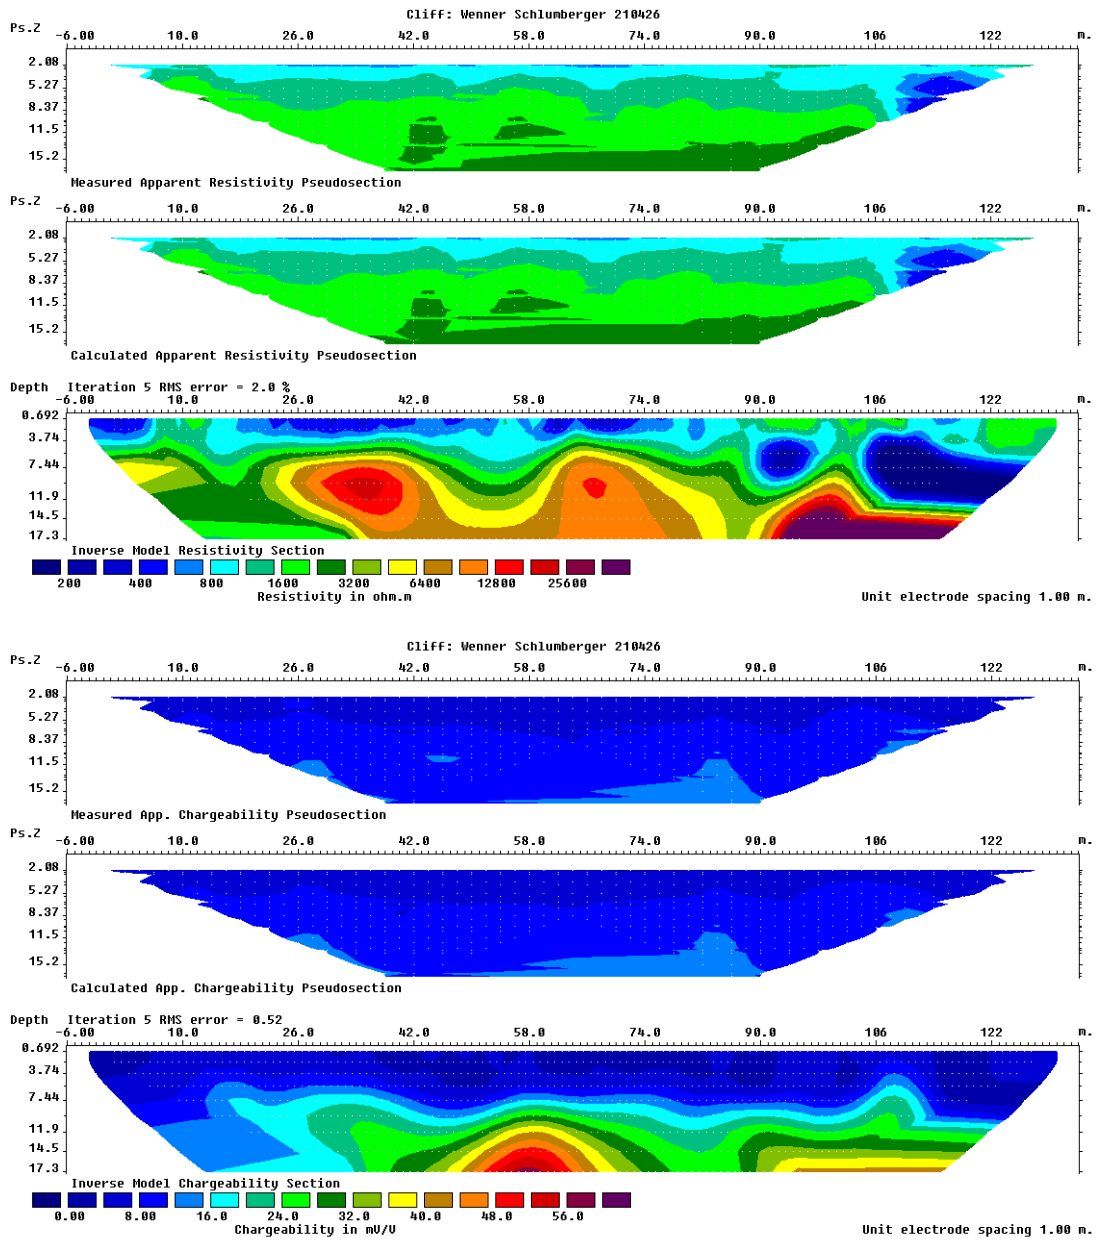 Cliff: Wenner Schlumberger 210426
Ps.Z -6.00 10.0 26.0 42.0 58.0 74.0 90.0 106 122 m.
2.08
5.27
8.37
11.5
15.2
Measured Apparent Resistivity Pseudosection
Ps.Z -6.00 10.0 26.0 42.0 58.0 74.0 90.0 106 122 m.
2.08
5.27
8.37
11.5
15.2
Calculated Apparent Resistivity Pseudosection
Depth Iteration 5 RMS error = 2.0 %
-6.00 10.0 26.0 42.0 58.0 74.0 90.0 106 122 m.
0.692
3.74
7.44
11.9
14.5
17.3
Inverse Model Resistivity Section
200 400 800 1600 3200 6400 12800 25600
Resistivity in ohm.m Unit electrode spacing 1.00 m.
Cliff: Wenner Schlumberger 210426
Ps.Z -6.00 10.0 26.0 42.0 58.0 74.0 90.0 106 122 m.
2.08
5.27
8.37
11.5
15.2
Measured App. Chargeability Pseudosection
Ps.Z -6.00 10.0 26.0 42.0 58.0 74.0 90.0 106 122 m.
2.08
5.27
8.37
11.5
15.2
Calculated App. Chargeability Pseudosection
Depth Iteration 5 RMS error = 0.52
-6.00 10.0 26.0 42.0 58.0 74.0 90.0 106 122 m.
0.692
3.74
7.44
11.9
14.5
17.3
Inverse Model Chargeability Section
0.00 8.00 16.0 24.0 32.0 40.0 48.0 56.0
Chargeability in mV/V Unit electrode spacing 1.00 m.